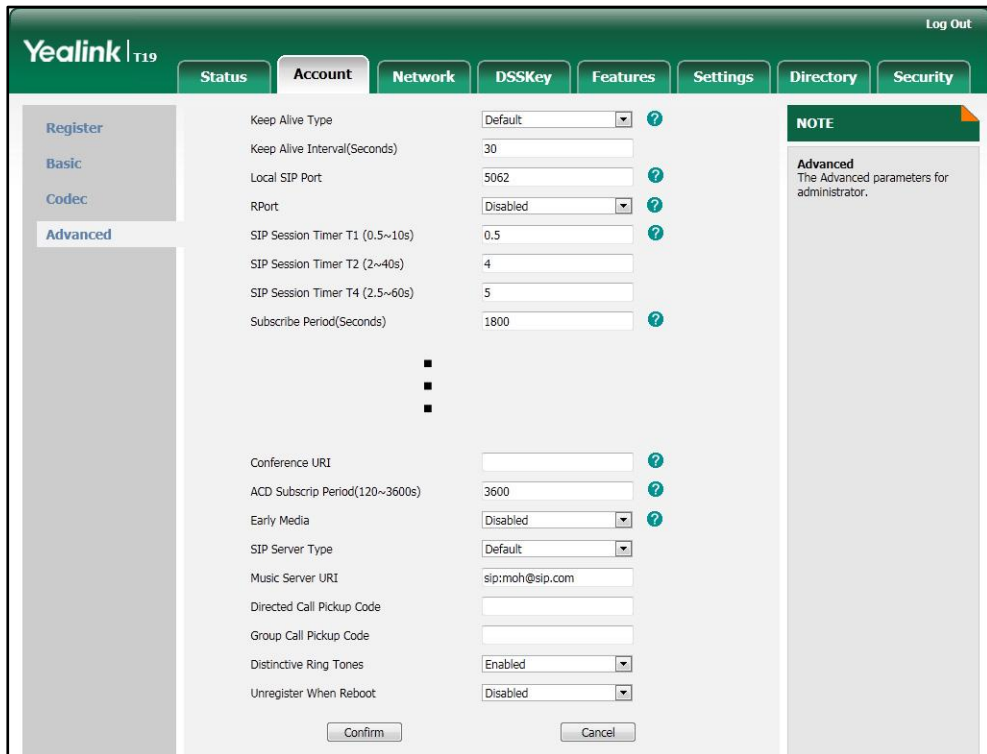 Log Out
Yealink T19
Status Account Network DSSKey Features Settings Directory Security
Register
Basic
Codec
Advanced
Keep Alive Type Default ?
Keep Alive Interval(Seconds) 30
Local SIP Port 5062 ?
RPort Disabled ?
SIP Session Timer T1 (0.5~10s) 0.5 ?
SIP Session Timer T2 (2~40s) 4
SIP Session Timer T4 (2.5~60s) 5
Subscribe Period(Seconds) 1800 ?
Conference URI ?
ACD Subscrip Period(120~3600s) 3600 ?
Early Media Disabled ?
SIP Server Type Default
Music Server URI sip:moh@sip.com
Directed Call Pickup Code
Group Call Pickup Code
Distinctive Ring Tones Enabled
Unregister When Reboot Disabled
Confirm Cancel
NOTE
Advanced
The Advanced parameters for
administrator.